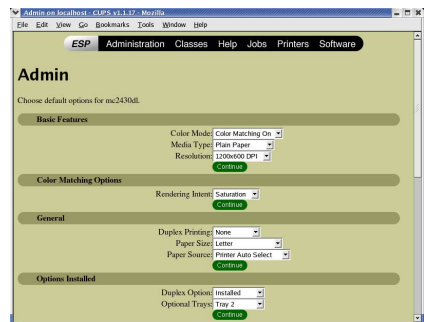 Admin on localhost - CUPS v1.1.17 - Mozilla
File Edit View Go Bookmarks Tools Window Help
ESP Administration Classes Help Jobs Printers Software
Admin
Choose default options for mc2430dl.
Basic Features
Color Mode: Color Matching On
Media Type: Plain Paper
Resolution: 1200x600 DPI
Continue
Color Matching Options
Rendering Intent: Saturation
Continue
General
Duplex Printing: None
Paper Size: Letter
Paper Source: Printer Auto Select
Continue
Options Installed
Duplex Option: Installed
Optional Trays: Tray 2
Continue